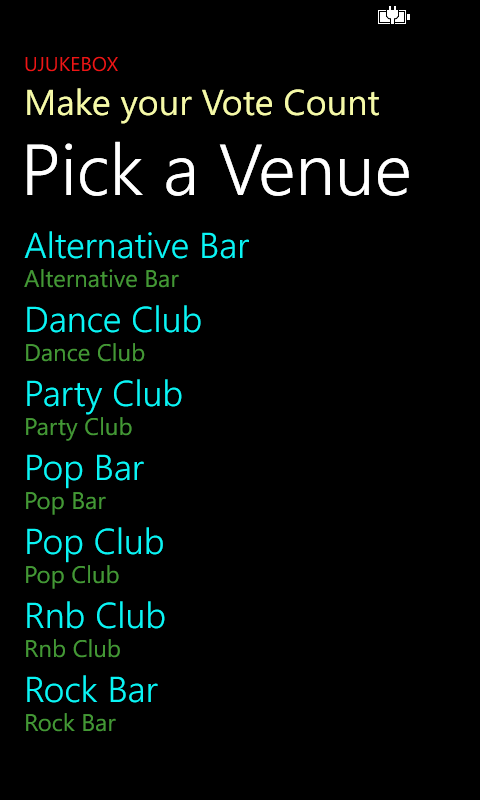 UJUKEBOX
Make your Vote Count
Pick a Venue
Alternative Bar
Alternative Bar
Dance Club
Dance Club
Party Club
Party Club
Pop Bar
Pop Bar
Pop Club
Pop Club
Rnb Club
Rnb Club
Rock Bar
Rock Bar